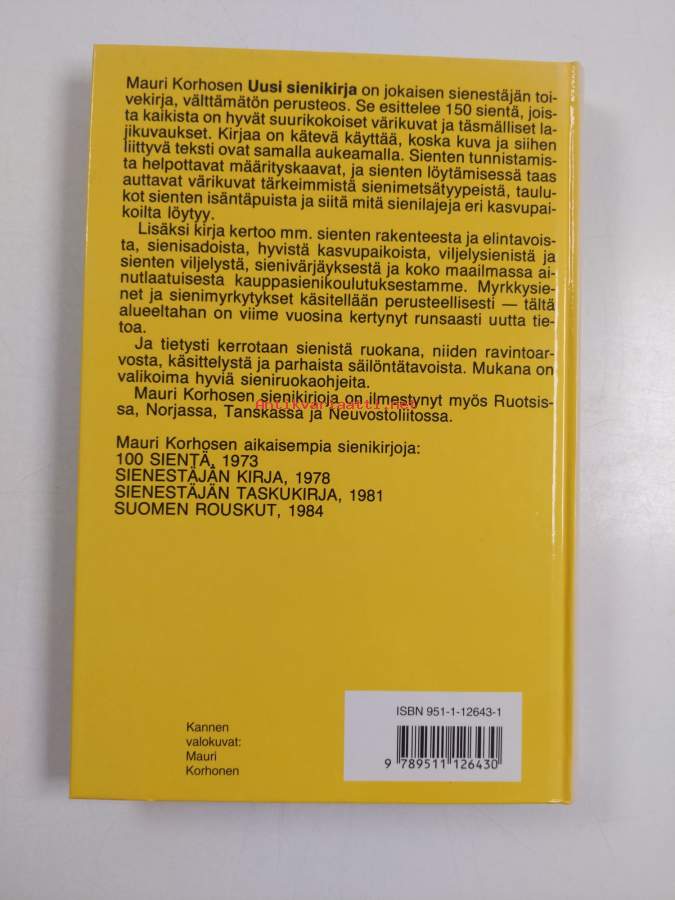 Mauri Korhosen Uusi sienikirja on jokaisen sienestäjän toi-
vekirja, välttämätön perusteos. Se esittelee 150 sientä, jois-
ta kaikista on hyvät suurikokoiset värikuvat ja täsmälliset la-
jikuvaukset. Kirjaa on kätevä käyttää, koska kuva ja siihen
liittyvä teksti ovat samalla aukeamalla. Sienten tunnistamis-
ta helpottavat määrityskaavat, ja sienten löytämisessä taas
auttavat värikuvat tärkeimmistä sienimetsätyypeistä, taulu-
kot sienten isäntäpuista ja siitä mitä sienilajeja eri kasvupai-
koilta löytyy.
Lisäksi kirja kertoo mm. sienten rakenteesta ja elintavois-
ta, sienisadoista, hyvistä kasvupaikoista, viljelysienistä ja
sienten viljelystä, sienivärjäyksestä ja koko maailmassa ai-
nutlaatuisesta kauppasienikoulutuksestamme. Myrkkysie-
net ja sienimyrkytykset käsitellään perusteellisesti — tältä
alueeltahan on viime vuosina kertynyt runsaasti uutta tie-
toa.
Ja tietysti kerrotaan sienistä ruokana, niiden ravintoar-
vosta, käsittelystä ja parhaista säilöntätavoista. Mukana on
valikoima hyviä sieniruokaohjeita.
Mauri Korhosen sienikirjoja on ilmestynyt myös Ruotsis-
sa, Norjassa, Tanskassa ja Neuvostoliitossa.
Antikvariaatti.net
Mauri Korhosen aikaisempia sienikirjoja:
100 SIENTÄ, 1973
SIENESTÄJÄN KIRJA, 1978
SIENESTÄJÄN TASKUKIRJA, 1981
SUOMEN ROUSKUT, 1984
Kannen
valokuvat:
Mauri
Korhonen
ISBN 951-1-12643-1
9 789511 126430